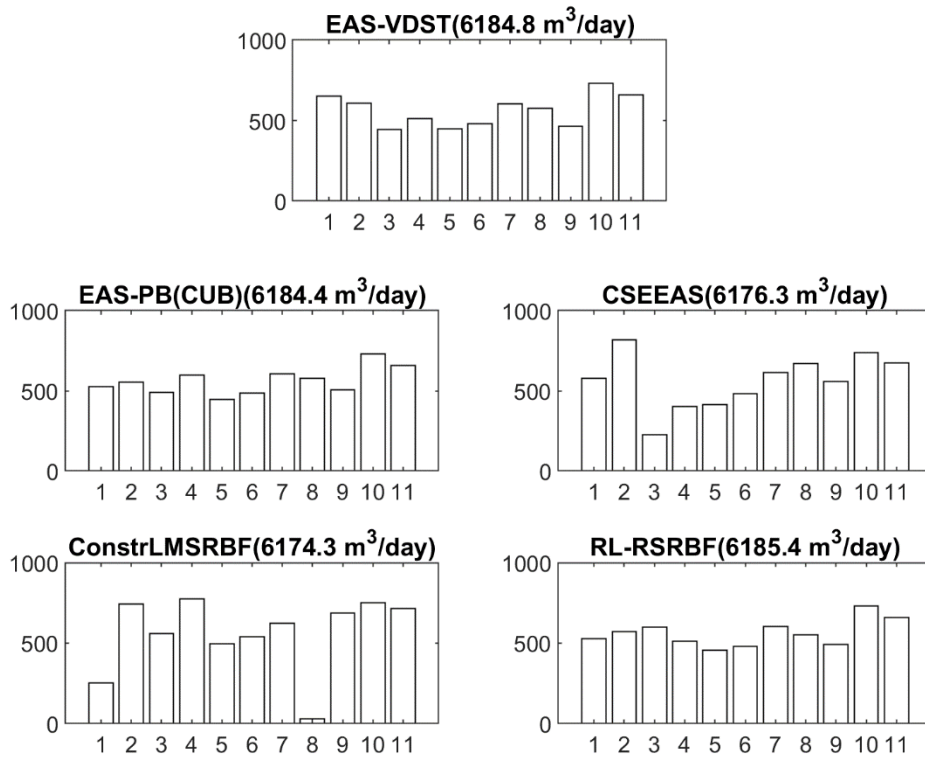 EAS-VDST(6184.8 m³/day)
1000
500
0
1 2 3 4 5 6 7 8 9 10 11
EAS-PB(CUB)(6184.4 m³/day)
1000
500
0
1 2 3 4 5 6 7 8 9 10 11
CSEEAS(6176.3 m³/day)
1000
500
0
1 2 3 4 5 6 7 8 9 10 11
ConstrLMSRBF(6174.3 m³/day)
1000
500
0
1 2 3 4 5 6 7 8 9 10 11
RL-RSRBF(6185.4 m³/day)
1000
500
0
1 2 3 4 5 6 7 8 9 10 11